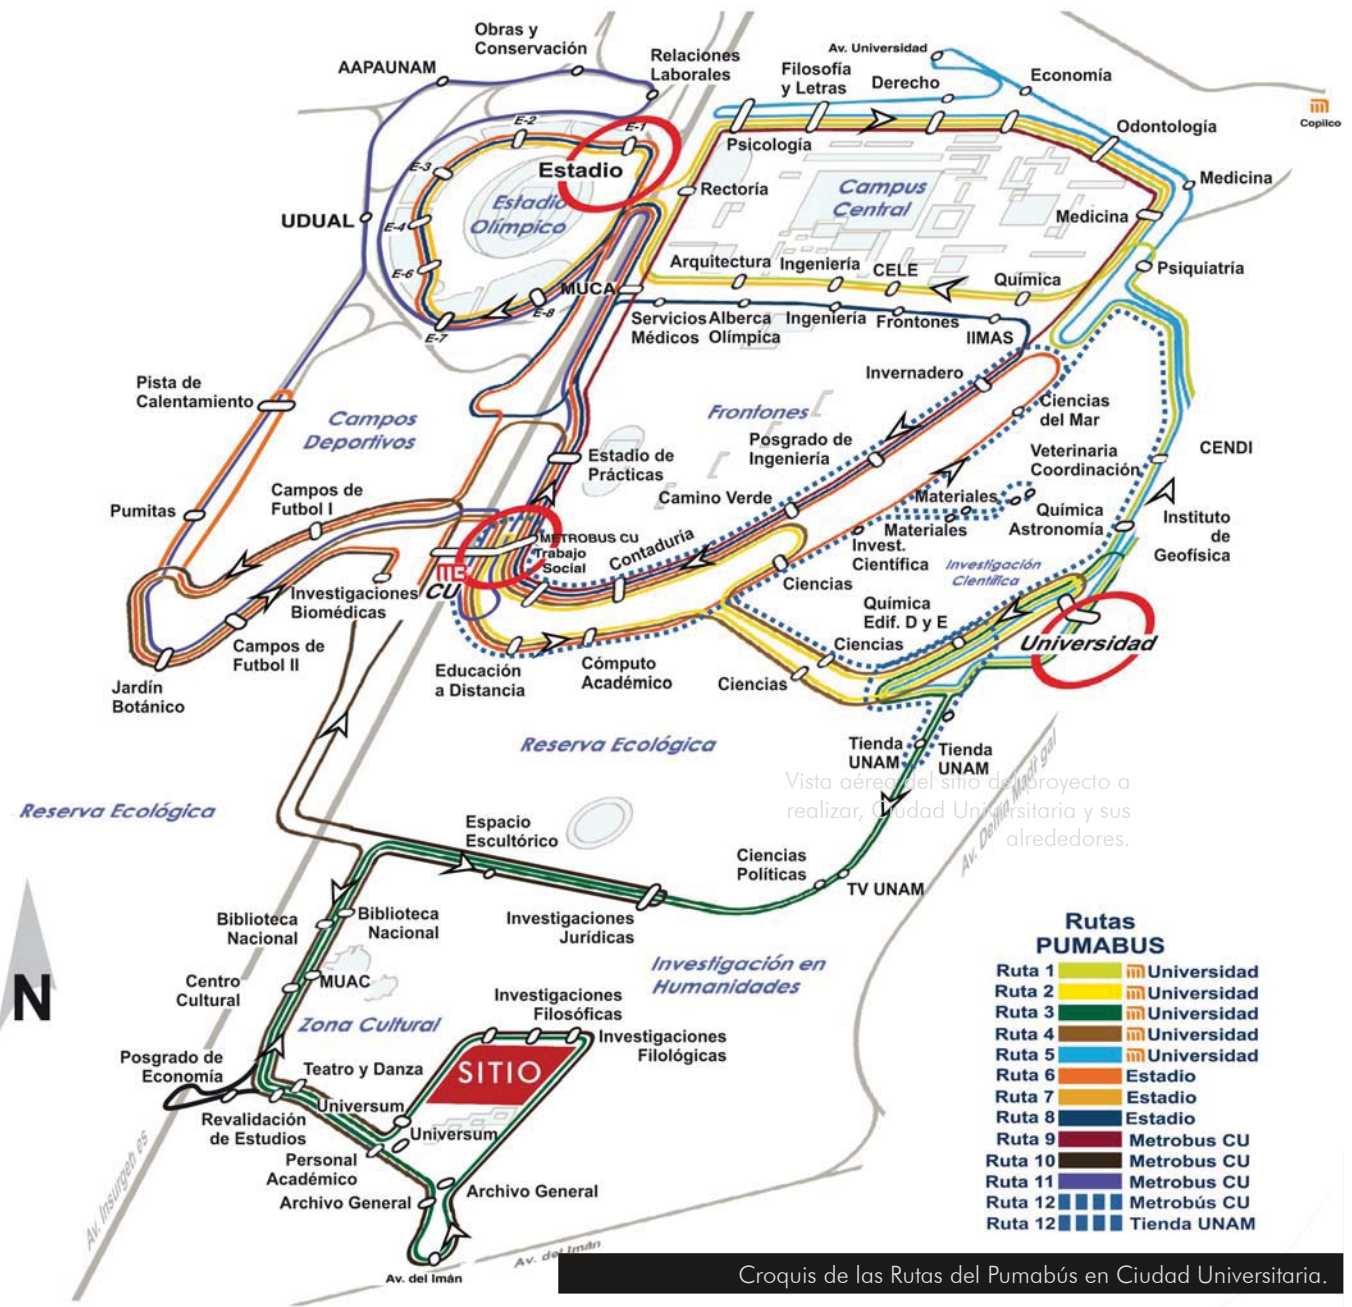 Obras y
Conservación
AAPAUNAM
Relaciones
Laborales
Av. Universidad
Filosofía
y Letras
Derecho
Economía
Copilco
E-2
E-1
E-3
Estadio
Psicología
Odontología
Rectoría
Campus
Central
Medicina
Medicina
UDUAL
E-4
Estadio
Olímpico
E-6
E-8
E-7
MUCA
Arquitectura
Ingeniería
CELE
Química
Psiquiatría
Servicios
Médicos
Alberca
Olímpica
Ingeniería
Frontones
IIMAS
Pista de
Calentamiento
Campos
Deportivos
Invernadero
Frontones
Ciencias
del Mar
Posgrado de
Ingeniería
Estadio de
Prácticas
Veterinaria
Coordinación
CENDI
Campos de
Futbol I
Pumitas
Camino Verde
Materiales
Materiales
Química
Astronomía
Instituto
de
Geofísica
METROBUS CU
Trabajo
Social
CU
Contaduría
Invest.
Científica
Investigación
Científica
Ciencias
Investigaciones
Biomédicas
Campos de
Futbol II
Química
Edif. D y E
Ciencias
Universidad
Jardín
Botánico
Educación
a Distancia
Cómputo
Académico
Ciencias
Reserva Ecológica
Tienda
UNAM
Tienda
UNAM
Vista aérea del sitio del proyecto a
realizar, Ciudad Universitaria y sus
alrededores.
Av. Delfín Madrigal
Reserva Ecológica
Espacio
Escultórico
Ciencias
Políticas
TV UNAM
Biblioteca
Nacional
Biblioteca
Nacional
Investigaciones
Jurídicas
Investigación en
Humanidades
Centro
Cultural
MUAC
Zona Cultural
N
Investigaciones
Filosóficas
Investigaciones
Filológicas
SITIO
Posgrado de
Economía
Teatro y Danza
Universum
Universum
Revalidación
de Estudios
Personal
Académico
Archivo General
Archivo General
Av. Insurgentes
Av. del Imán
Av. del Imán
Rutas
PUMABUS
Ruta 1 Universidad
Ruta 2 Universidad
Ruta 3 Universidad
Ruta 4 Universidad
Ruta 5 Universidad
Ruta 6 Estadio
Ruta 7 Estadio
Ruta 8 Estadio
Ruta 9 Metrobus CU
Ruta 10 Metrobus CU
Ruta 11 Metrobus CU
Ruta 12 Metrobús CU
Ruta 12 Tienda UNAM
Croquis de las Rutas del Pumabús en Ciudad Universitaria.